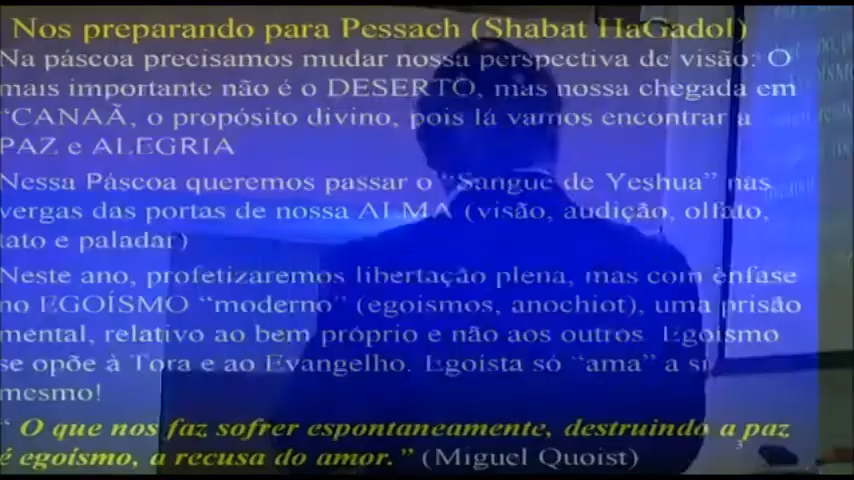 Nos preparando para Pessach (Shabat HaGadol)
Na páscoa precisamos mudar nossa perspectiva de visão: O
mais importante não é o DESERTO, mas nossa chegada em
“CANAÃ, o propósito divino, pois lá vamos encontrar a
PAZ e ALEGRIA
Nessa Páscoa queremos passar o “Sangue de Yeshua” nas
vergas das portas de nossa ALMA (visão, audição, olfato,
tato e paladar)
Neste ano, profetizaremos libertação plena, mas com ênfase
no EGOÍSMO “moderno” (egoismos, anochiot), uma prisão
mental, relativo ao bem próprio e não aos outros. Egoismo
se opõe à Tora e ao Evangelho. Egoísta só “ama” a si
mesmo!
“ O que nos faz sofrer espontaneamente, destruindo a paz
é egoismo, a recusa do amor.” (Miguel Quoist)
3